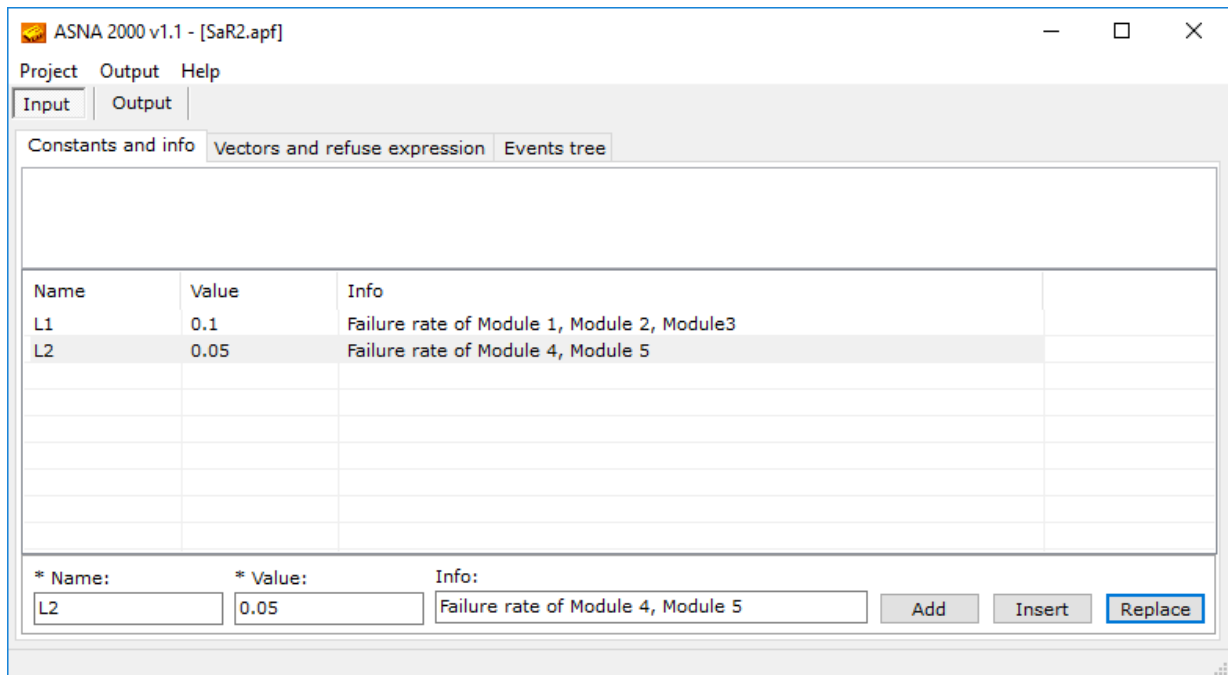 ASNA 2000 v1.1 - [SaR2.apf]
Project Output Help
Input Output
Constants and info Vectors and refuse expression Events tree
Name Value Info
L1 0.1 Failure rate of Module 1, Module 2, Module3
L2 0.05 Failure rate of Module 4, Module 5
* Name: * Value: Info:
L2 0.05 Failure rate of Module 4, Module 5 Add Insert Replace